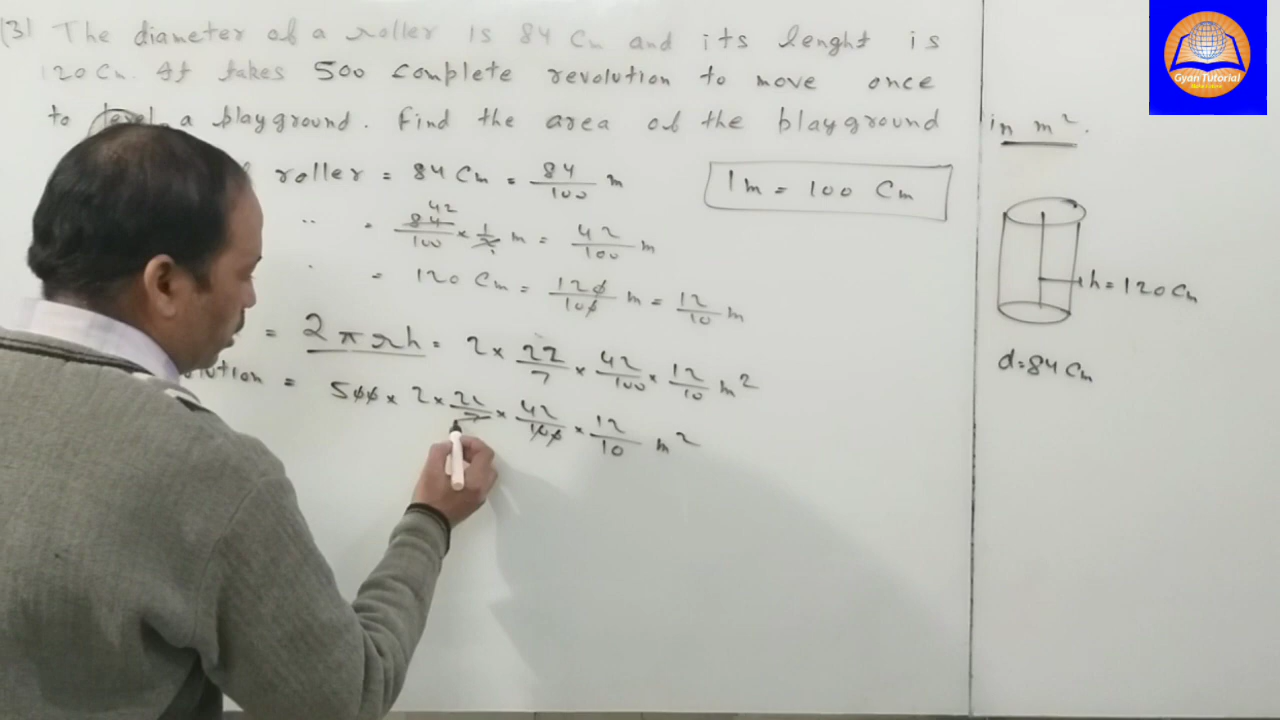 (3) The diameter of a roller is 84 Cm and its lenght is
120 Cm. It takes 500 complete revolution to move once
to level a playground. Find the area of the playground in m².
roller = 84 Cm = 84/100 m
1 m = 100 Cm
" = 84/100 × 1/2 m = 42/100 m
42
= 120 Cm = 120/100 m = 12/10 m
= 2πrh = 2 × 22/7 × 42/100 × 12/10 m²
= 500 × 2 × 22/7 × 42/100 × 12/10 m²
h = 120 Cm
d = 84 Cm
Gyan Tutorial